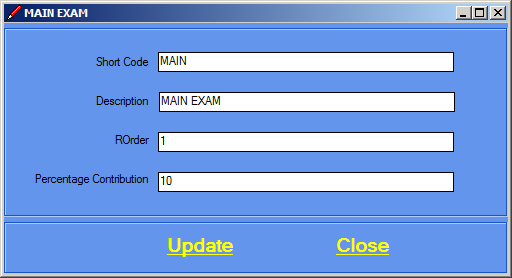 MAIN EXAM
Short Code MAIN
Description MAIN EXAM
ROrder 1
Percentage Contribution 10
Update Close